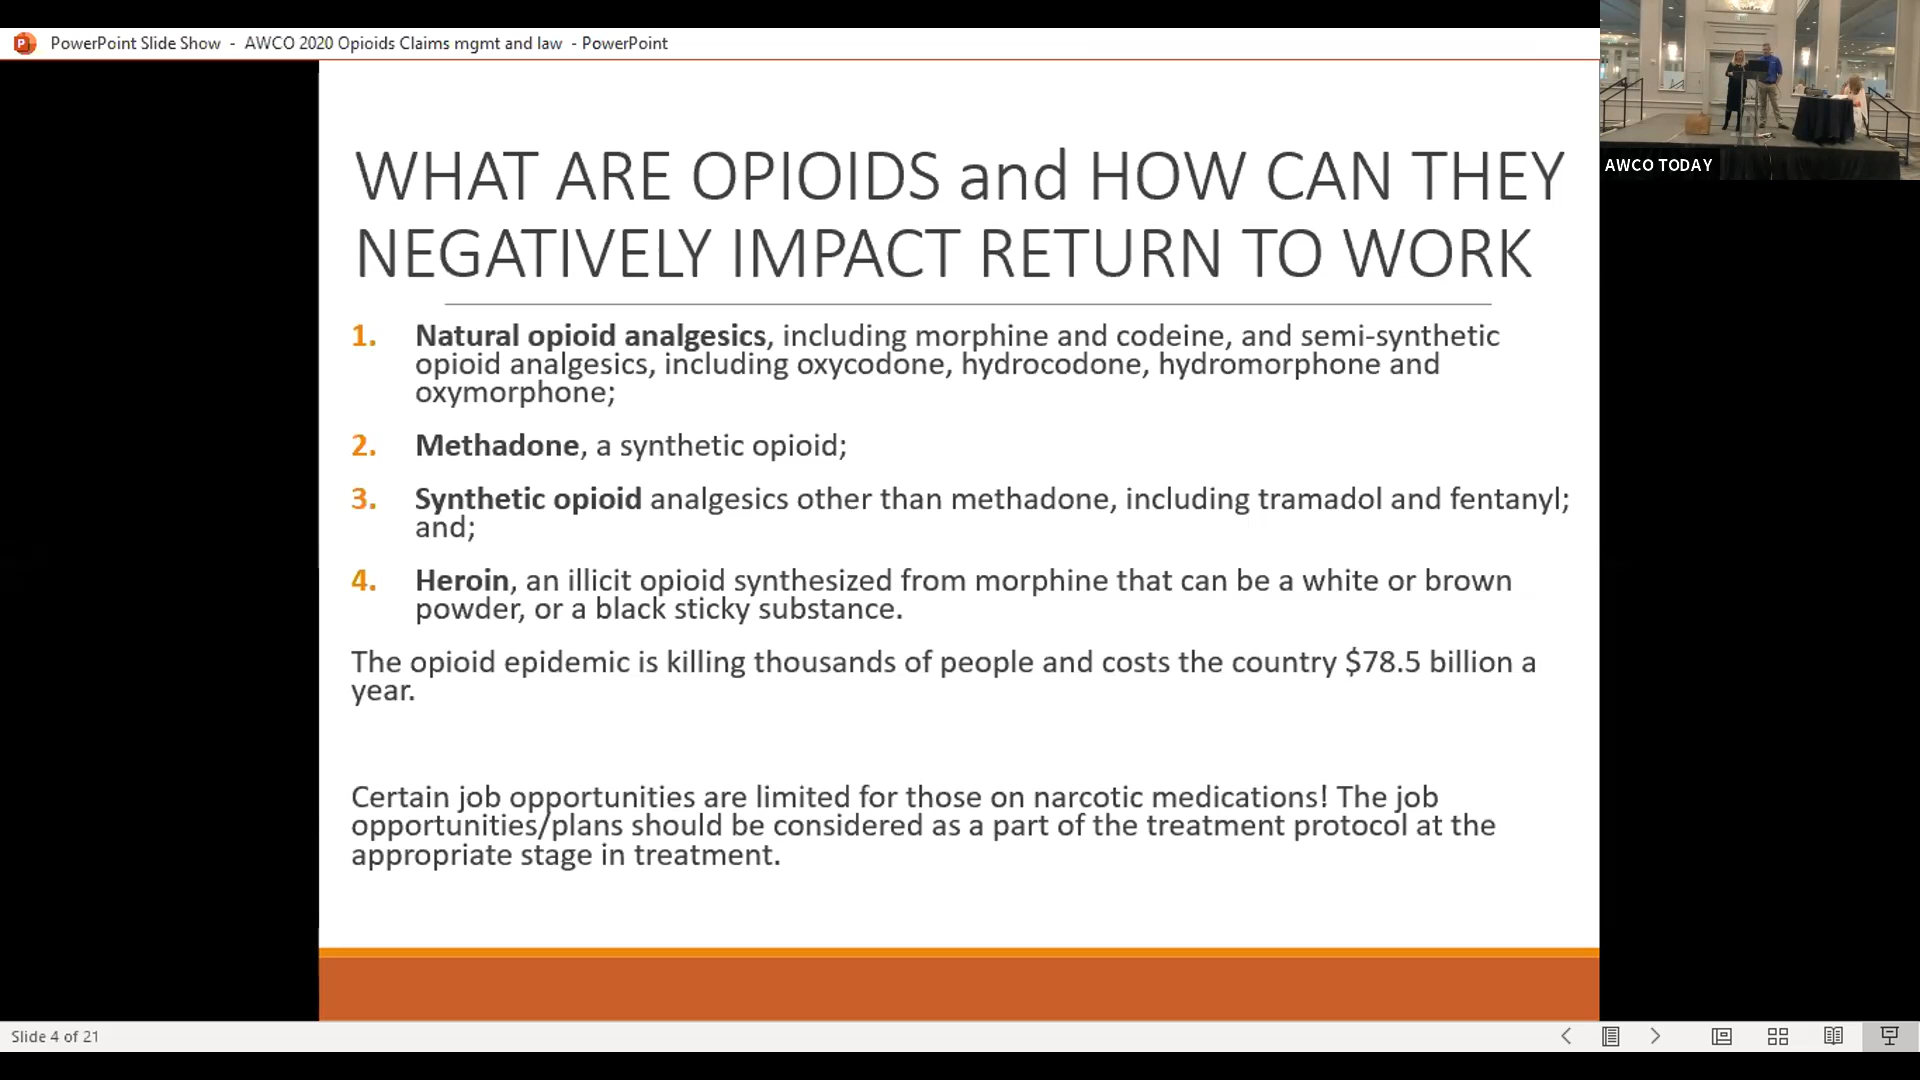 PowerPoint Slide Show - AWCO 2020 Opioids Claims mgmt and law - PowerPoint
AWCO TODAY
WHAT ARE OPIOIDS and HOW CAN THEY
NEGATIVELY IMPACT RETURN TO WORK
1. Natural opioid analgesics, including morphine and codeine, and semi-synthetic
opioid analgesics, including oxycodone, hydrocodone, hydromorphone and
oxymorphone;
2. Methadone, a synthetic opioid;
3. Synthetic opioid analgesics other than methadone, including tramadol and fentanyl;
and;
4. Heroin, an illicit opioid synthesized from morphine that can be a white or brown
powder, or a black sticky substance.
The opioid epidemic is killing thousands of people and costs the country $78.5 billion a
year.
Certain job opportunities are limited for those on narcotic medications! The job
opportunities/plans should be considered as a part of the treatment protocol at the
appropriate stage in treatment.
Slide 4 of 21